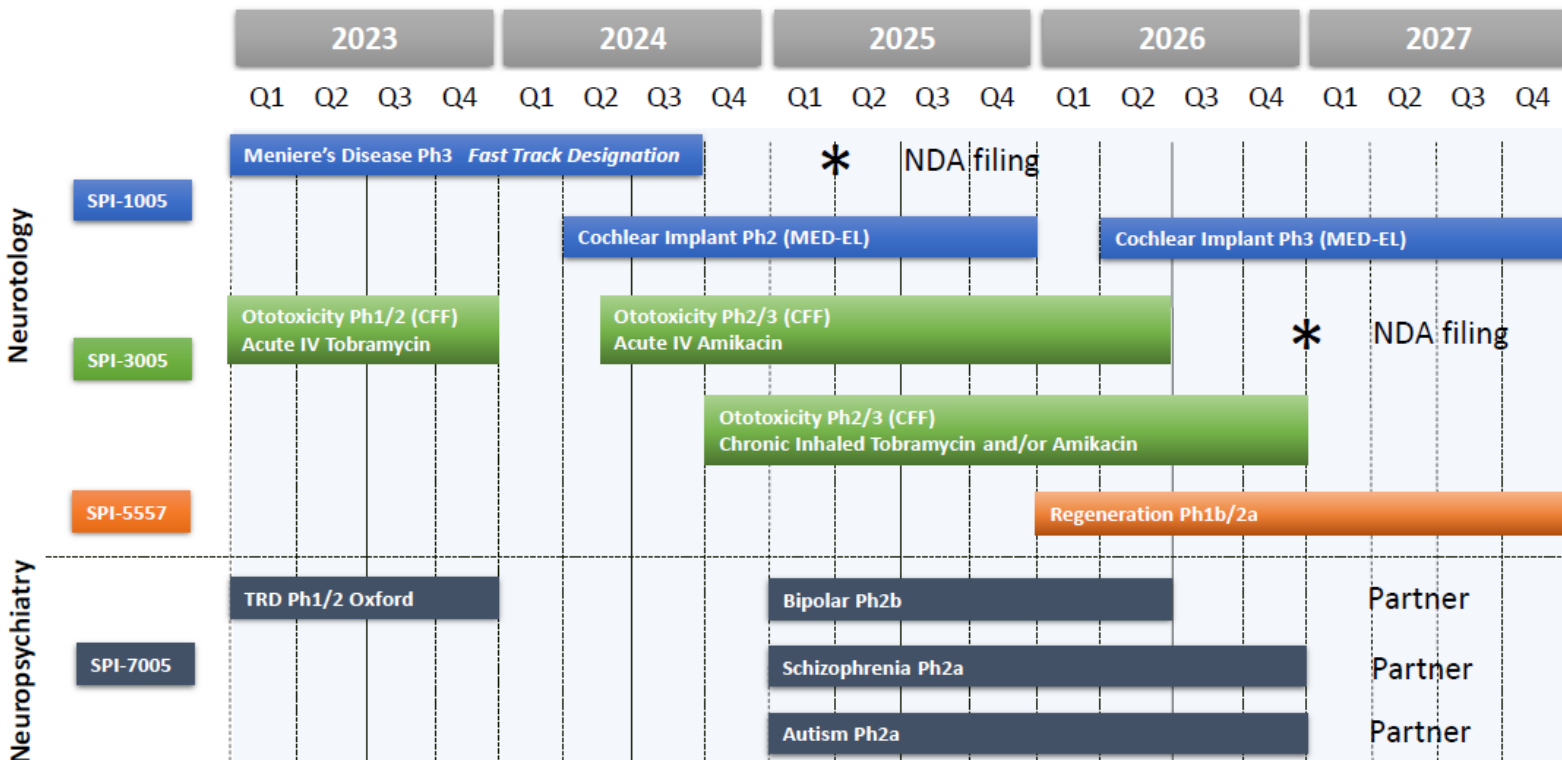 2023 2024 2025 2026 2027
Q1 Q2 Q3 Q4 Q1 Q2 Q3 Q4 Q1 Q2 Q3 Q4 Q1 Q2 Q3 Q4 Q1 Q2 Q3 Q4
Neurotology
SPI-1005
Meniere's Disease Ph3 Fast Track Designation
* NDA filing
Cochlear Implant Ph2 (MED-EL)
Cochlear Implant Ph3 (MED-EL)
SPI-3005
Ototoxicity Ph1/2 (CFF)
Acute IV Tobramycin
Ototoxicity Ph2/3 (CFF)
Acute IV Amikacin
* NDA filing
Ototoxicity Ph2/3 (CFF)
Chronic Inhaled Tobramycin and/or Amikacin
SPI-5557
Regeneration Ph1b/2a
Neuropsychiatry
SPI-7005
TRD Ph1/2 Oxford
Bipolar Ph2b
Partner
Schizophrenia Ph2a
Partner
Autism Ph2a
Partner